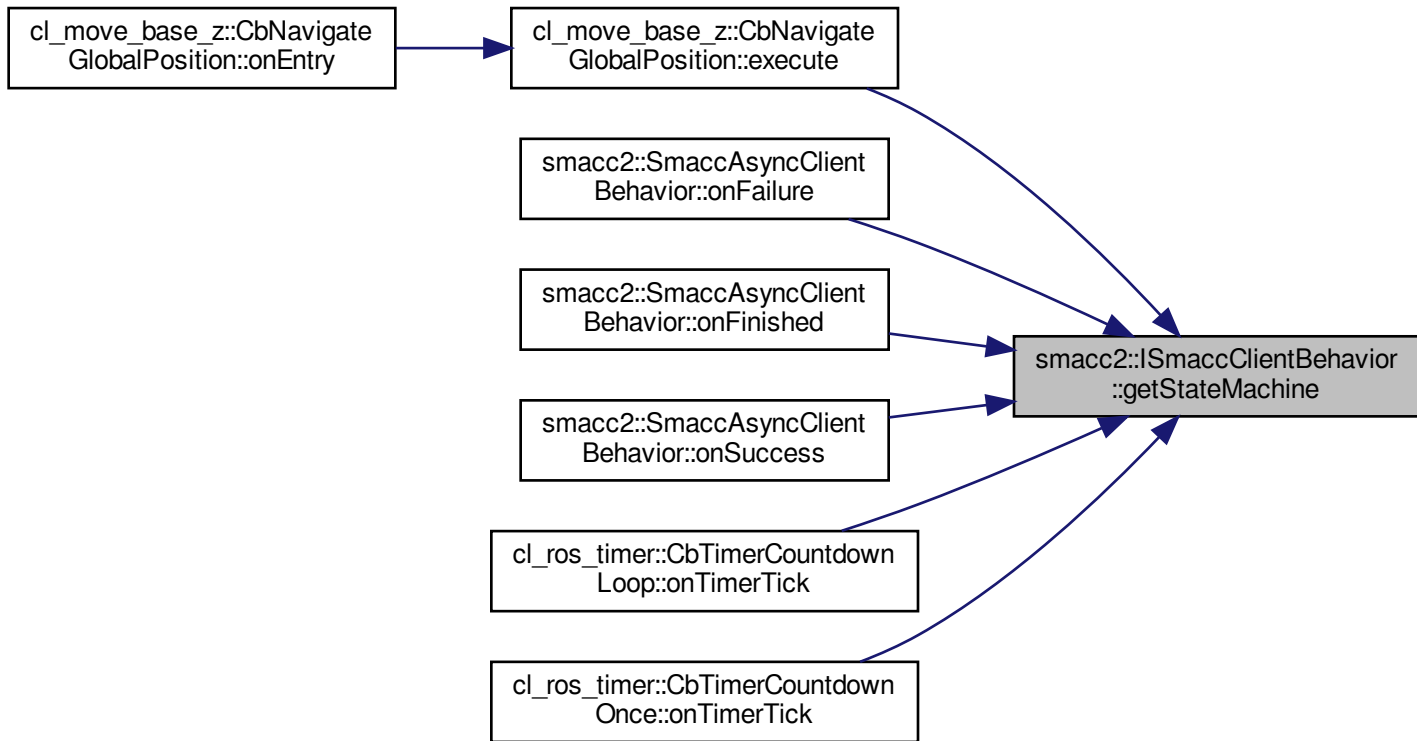 cl_move_base_z::CbNavigate
GlobalPosition::onEntry
cl_move_base_z::CbNavigate
GlobalPosition::execute
smacc2::SmaccAsyncClient
Behavior::onFailure
smacc2::SmaccAsyncClient
Behavior::onFinished
smacc2::SmaccAsyncClient
Behavior::onSuccess
cl_ros_timer::CbTimerCountdown
Loop::onTimerTick
cl_ros_timer::CbTimerCountdown
Once::onTimerTick
smacc2::ISmaccClientBehavior
::getStateMachine